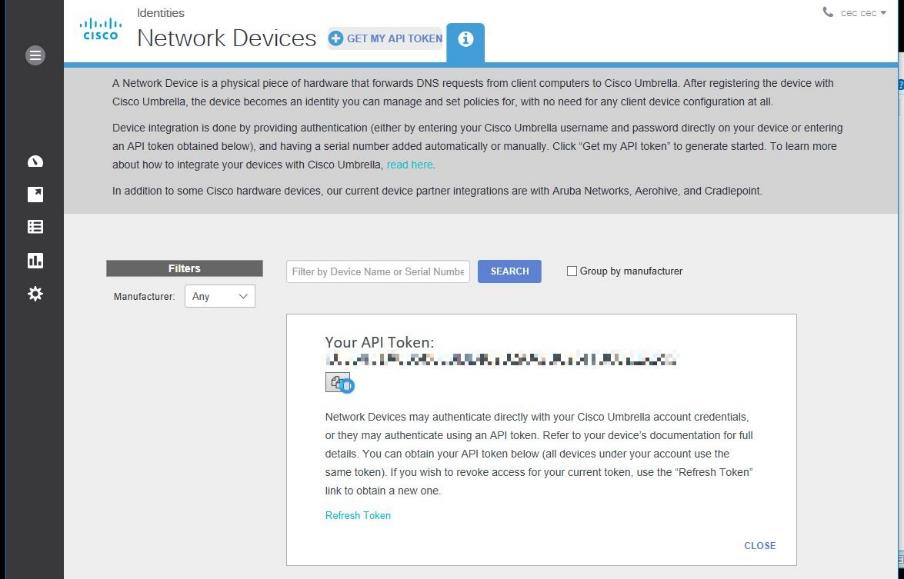 Identities
cisco
Network Devices
GET MY API TOKEN
cec cec
A Network Device is a physical piece of hardware that forwards DNS requests from client computers to Cisco Umbrella. After registering the device with
Cisco Umbrella, the device becomes an identity you can manage and set policies for, with no need for any client device configuration at all.
Device integration is done by providing authentication (either by entering your Cisco Umbrella username and password directly on your device or entering
an API token obtained below), and having a serial number added automatically or manually. Click “Get my API token” to generate started. To learn more
about how to integrate your devices with Cisco Umbrella, read here.
In addition to some Cisco hardware devices, our current device partner integrations are with Aruba Networks, Aerohive, and Cradlepoint.
Filters
Filter by Device Name or Serial Numbe
SEARCH
Group by manufacturer
Manufacturer: Any
Your API Token:
Network Devices may authenticate directly with your Cisco Umbrella account credentials,
or they may authenticate using an API token. Refer to your device's documentation for full
details. You can obtain your API token below (all devices under your account use the
same token). If you wish to revoke access for your current token, use the “Refresh Token”
link to obtain a new one.
Refresh Token
CLOSE